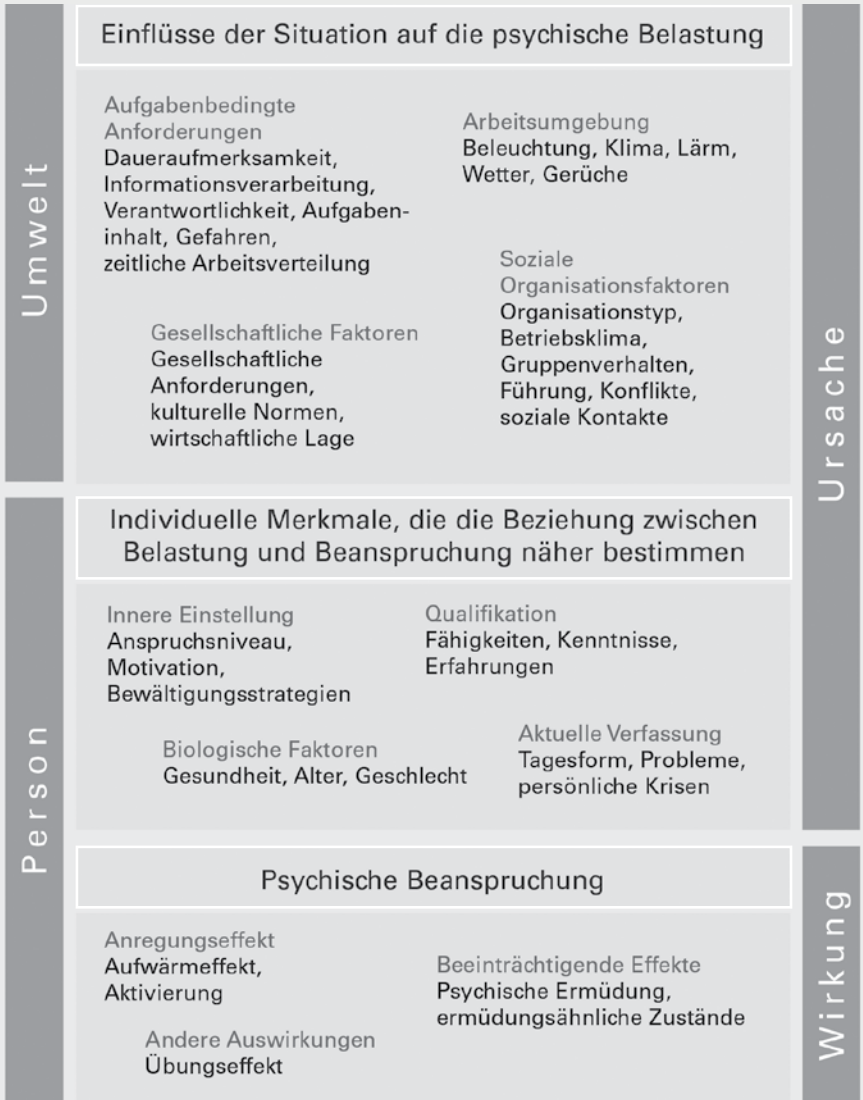 Umwelt
Einflüsse der Situation auf die psychische Belastung
Aufgabenbedingte
Anforderungen
Daueraufmerksamkeit,
Informationsverarbeitung,
Verantwortlichkeit, Aufgaben-
inhalt, Gefahren,
zeitliche Arbeitsverteilung
Arbeitsumgebung
Beleuchtung, Klima, Lärm,
Wetter, Gerüche
Gesellschaftliche Faktoren
Gesellschaftliche
Anforderungen,
kulturelle Normen,
wirtschaftliche Lage
Soziale
Organisationsfaktoren
Organisationstyp,
Betriebsklima,
Gruppenverhalten,
Führung, Konflikte,
soziale Kontakte
Ursache
Person
Individuelle Merkmale, die die Beziehung zwischen
Belastung und Beanspruchung näher bestimmen
Innere Einstellung
Anspruchsniveau,
Motivation,
Bewältigungsstrategien
Qualifikation
Fähigkeiten, Kenntnisse,
Erfahrungen
Biologische Faktoren
Gesundheit, Alter, Geschlecht
Aktuelle Verfassung
Tagesform, Probleme,
persönliche Krisen
Psychische Beanspruchung
Anregungseffekt
Aufwärmeffekt,
Aktivierung
Beeinträchtigende Effekte
Psychische Ermüdung,
ermüdungsähnliche Zustände
Andere Auswirkungen
Übungseffekt
Wirkung